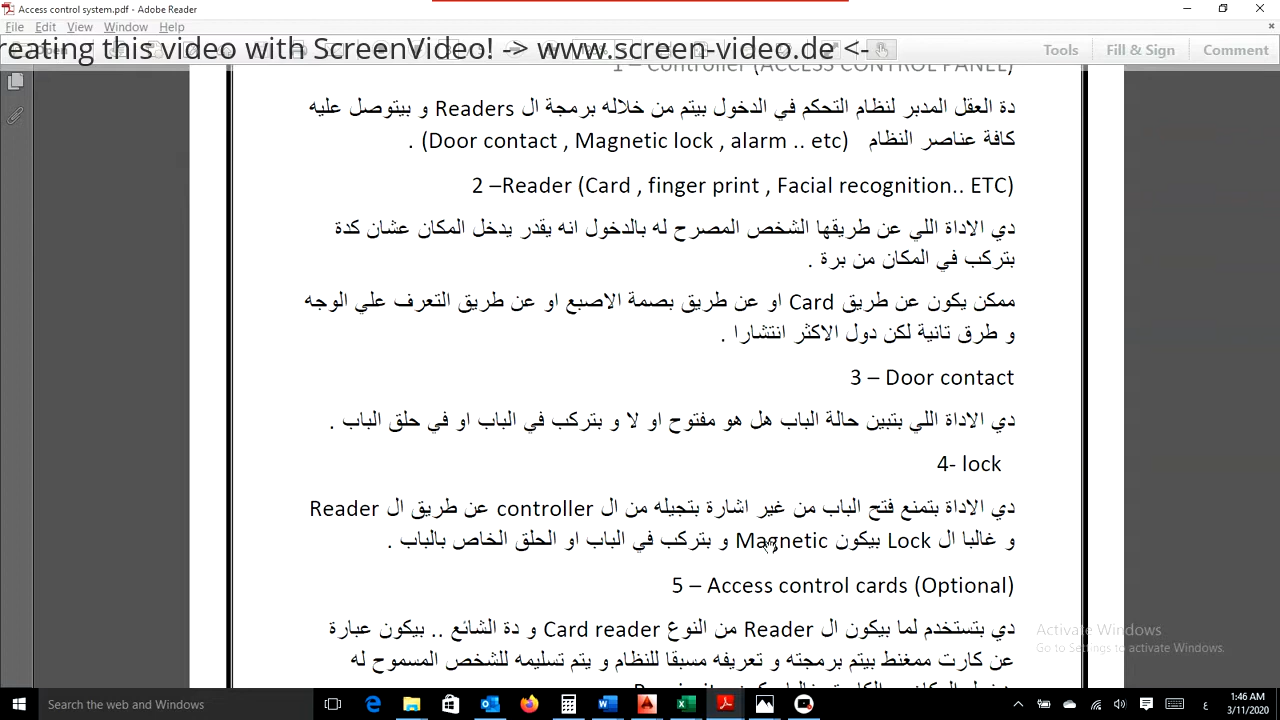 Access control system.pdf - Adobe Reader
File Edit View Window Help
reating this video with ScreenVideo! -> www.screen-video.de <-
Tools Fill & Sign Comment
1 – Controller (ACCESS CONTROL PANEL)
دة العقل المدبر لنظام التحكم في الدخول بيتم من خلاله برمجة ال Readers و بيتوصل عليه
كافة عناصر النظام (Door contact , Magnetic lock , alarm .. etc) .
2 –Reader (Card , finger print , Facial recognition.. ETC)
دي الاداة اللي عن طريقها الشخص المصرح له بالدخول انه يقدر يدخل المكان عشان كدة
بتركب في المكان من برة .
ممكن يكون عن طريق Card او عن طريق بصمة الاصبع او عن طريق التعرف علي الوجه
و طرق تانية لكن دول الاكثر انتشارا .
3 – Door contact
دي الاداة اللي بتبين حالة الباب هل هو مفتوح او لا و بتركب في الباب او في حلق الباب .
4- lock
دي الاداة بتمنع فتح الباب من غير اشارة بتجيله من ال controller عن طريق ال Reader
و غالبا ال Lock بيكون Magnetic و بتركب في الباب او الحلق الخاص بالباب .
5 – Access control cards (Optional)
دي بتستخدم لما بيكون ال Reader من النوع Card reader و دة الشائع .. بيكون عبارة
عن كارت ممغنط بيتم برمجته و تعريفه مسبقا للنظام و يتم تسليمه للشخص المسموح له
Activate Windows
Go to Settings to activate Windows.
Search the web and Windows
ع
1:46 AM
3/11/2020